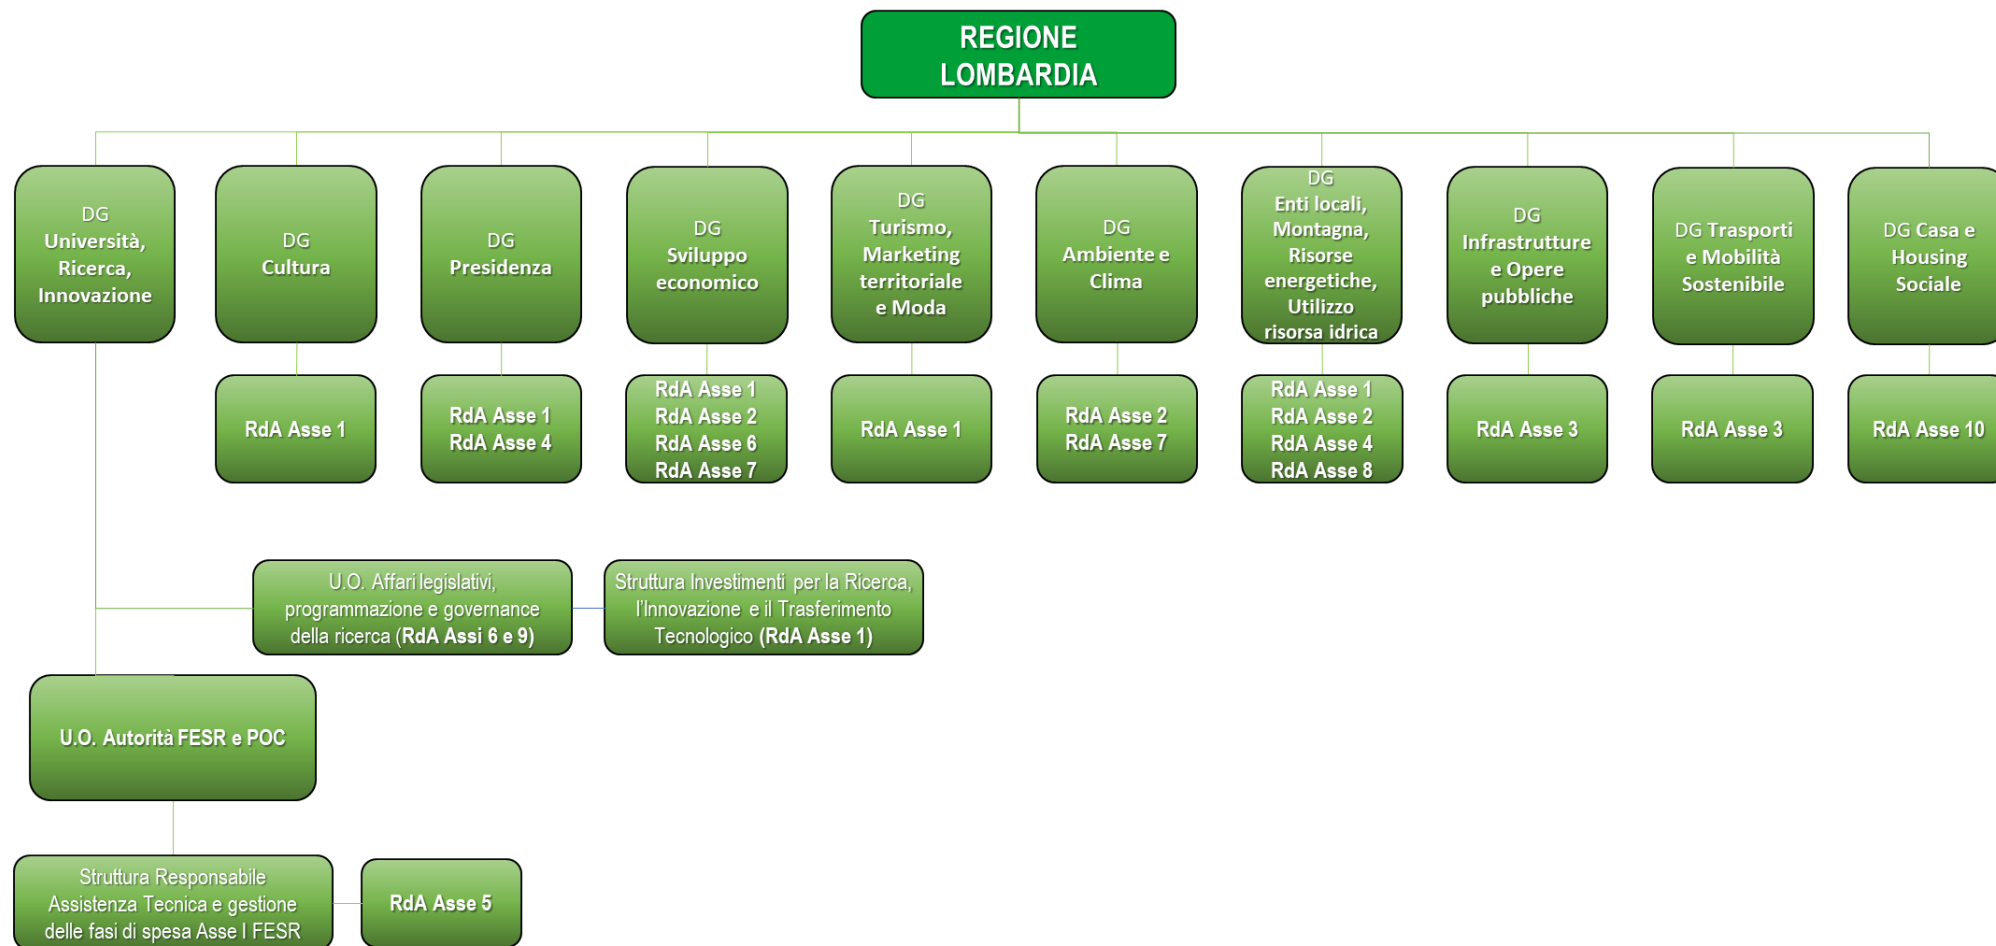 REGIONE
LOMBARDIA
DG
Università,
Ricerca,
Innovazione
DG
Cultura
DG
Presidenza
DG
Sviluppo
economico
DG
Turismo,
Marketing
territoriale
e Moda
DG
Ambiente e
Clima
DG
Enti locali,
Montagna,
Risorse
energetiche,
Utilizzo
risorsa idrica
DG
Infrastrutture
e Opere
pubbliche
DG Trasporti
e Mobilità
Sostenibile
DG Casa e
Housing
Sociale
RdA Asse 1
RdA Asse 1
RdA Asse 4
RdA Asse 1
RdA Asse 2
RdA Asse 6
RdA Asse 7
RdA Asse 1
RdA Asse 2
RdA Asse 7
RdA Asse 1
RdA Asse 2
RdA Asse 4
RdA Asse 8
RdA Asse 3
RdA Asse 3
RdA Asse 10
U.O. Affari legislativi,
programmazione e governance
della ricerca (RdA Assi 6 e 9)
Struttura Investimenti per la Ricerca,
l'Innovazione e il Trasferimento
Tecnologico (RdA Asse 1)
U.O. Autorità FESR e POC
Struttura Responsabile
Assistenza Tecnica e gestione
delle fasi di spesa Asse I FESR
RdA Asse 5